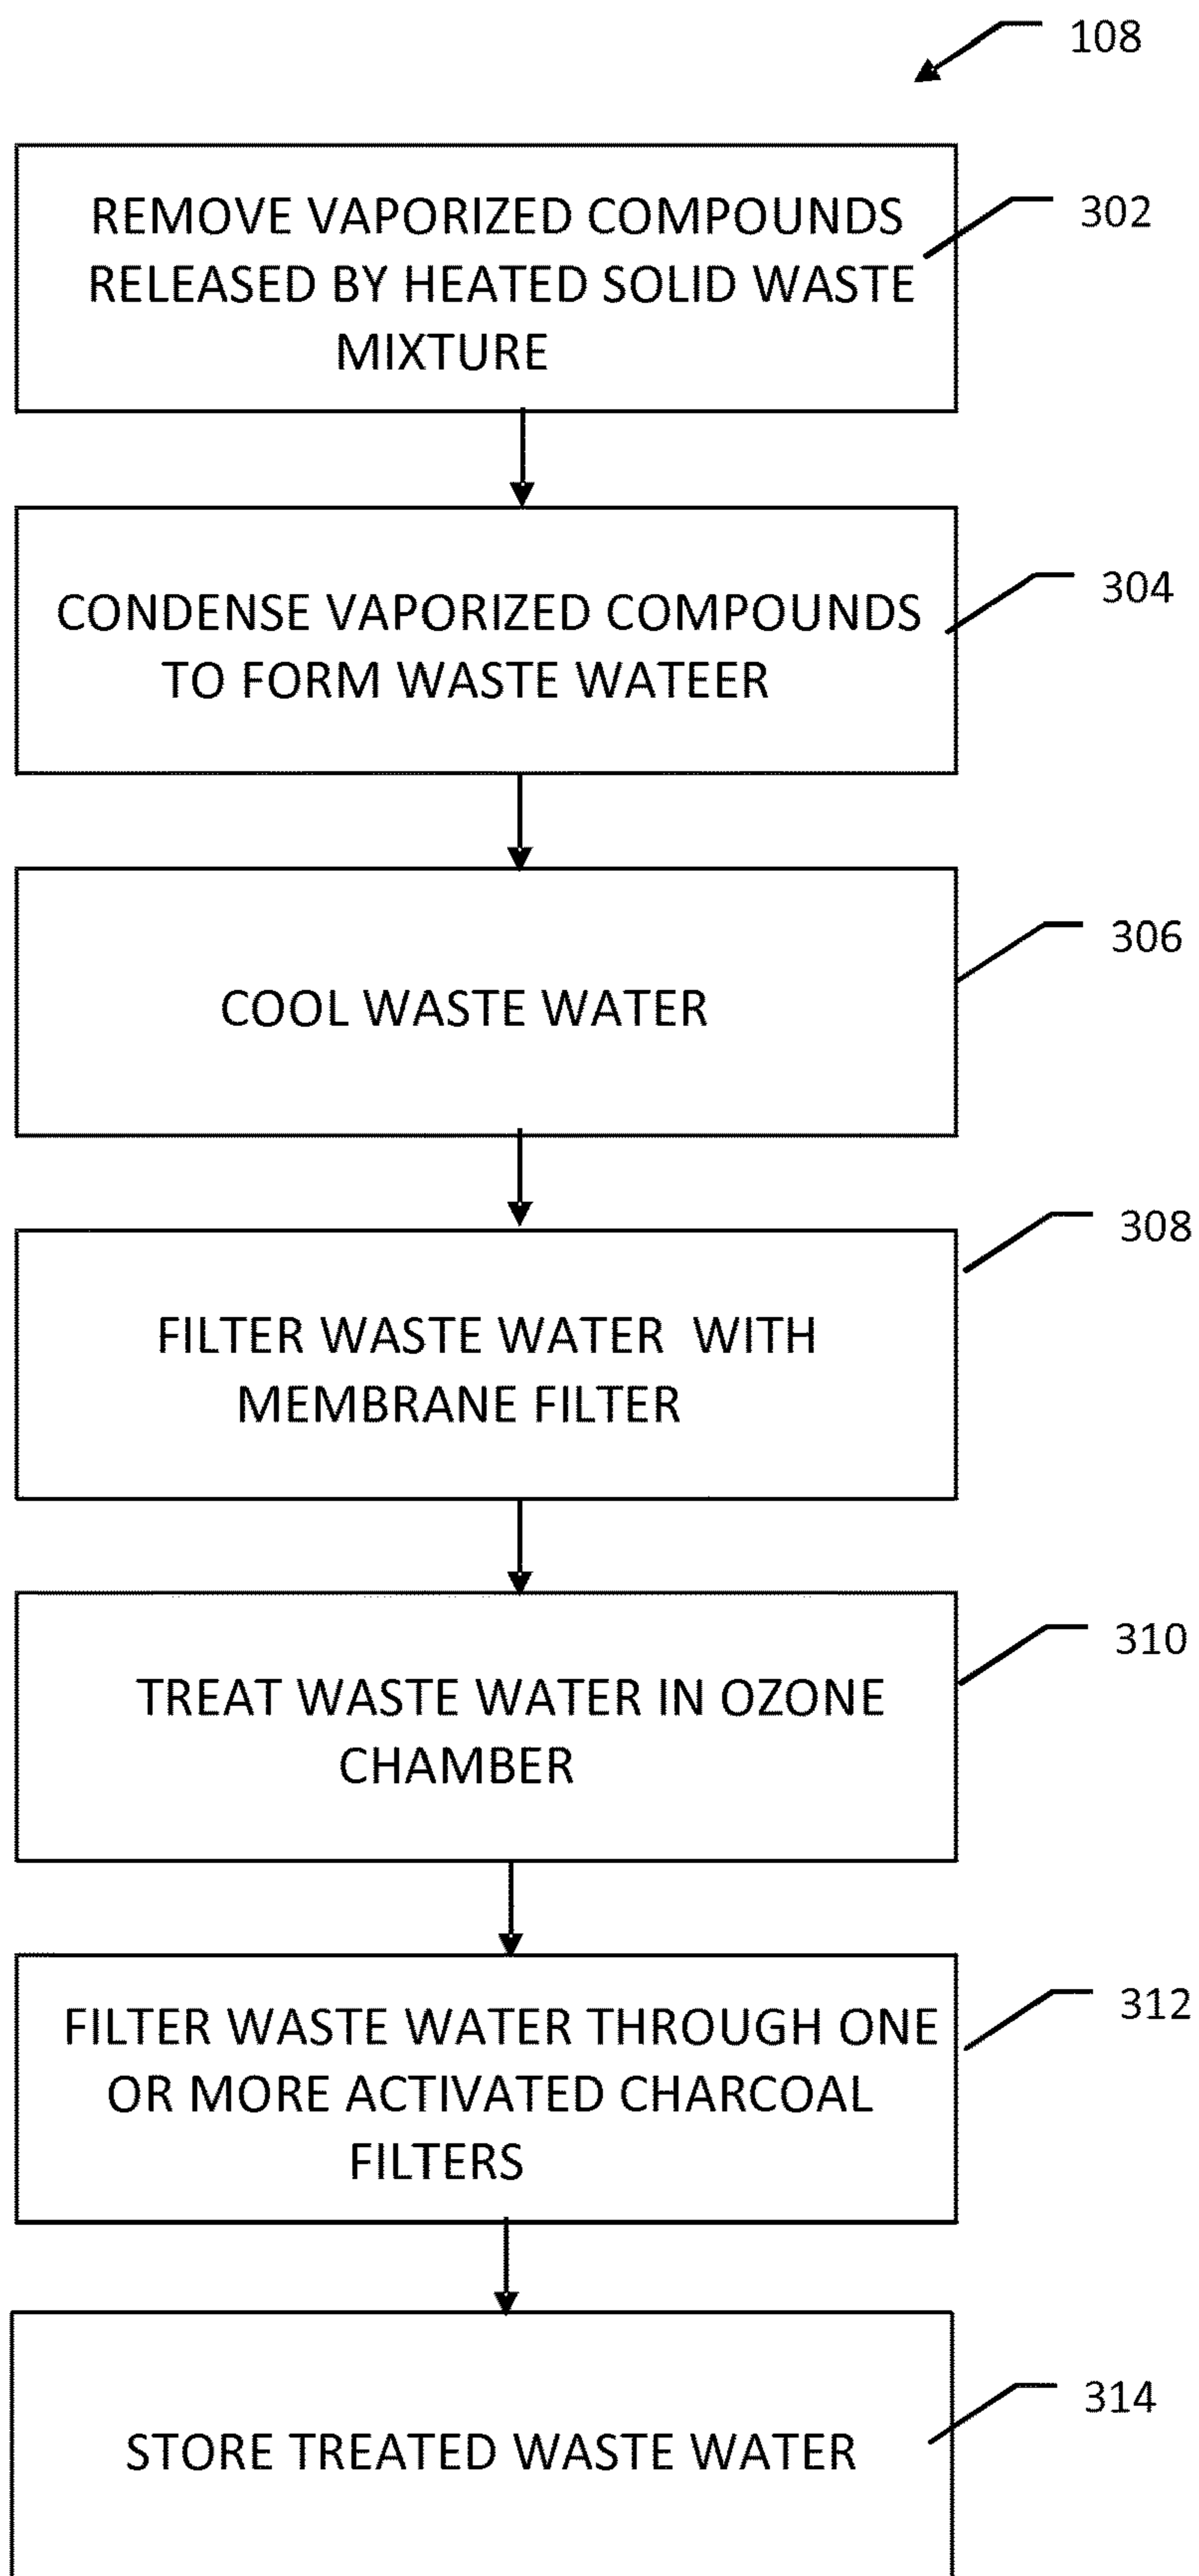 108
REMOVE VAPORIZED COMPOUNDS
RELEASED BY HEATED SOLID WASTE
MIXTURE
302
CONDENSE VAPORIZED COMPOUNDS
TO FORM WASTE WATEER
304
COOL WASTE WATER
306
FILTER WASTE WATER WITH
MEMBRANE FILTER
308
TREAT WASTE WATER IN OZONE
CHAMBER
310
FILTER WASTE WATER THROUGH ONE
OR MORE ACTIVATED CHARCOAL
FILTERS
312
STORE TREATED WASTE WATER
314